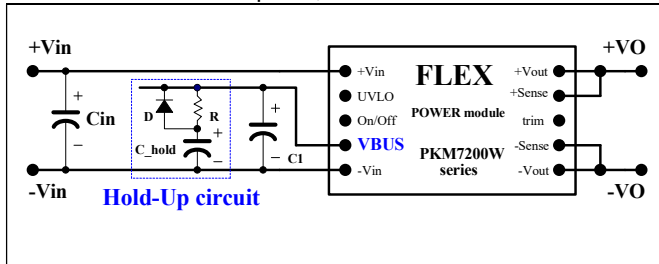 +Vin
+VO
+Vin
FLEX
+Vout
+Sense
UVLO
POWER module
D
R
Cin
On/Off
trim
C_hold
C1
VBUS
PKM7200W
-Sense
-Vin
series
-Vout
-Vin
-VO
Hold-Up circuit